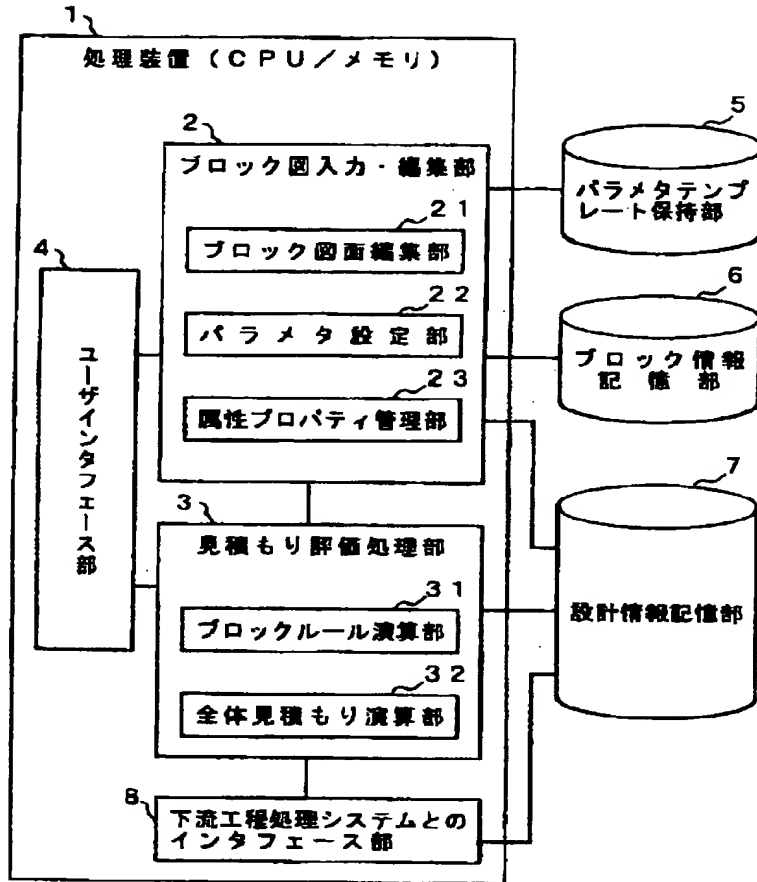 1
処理装置（CPU／メモリ）
2
ブロック図入力・編集部
21
ブロック図面編集部
22
パラメタ設定部
23
属性プロパティ管理部
4
ユーザインタフェース部
3
見積もり評価処理部
31
ブロックルール演算部
32
全体見積もり演算部
8
下流工程処理システムとの
インタフェース部
5
パラメタテンプ
レート保持部
6
ブロック情報
記憶部
7
設計情報記憶部